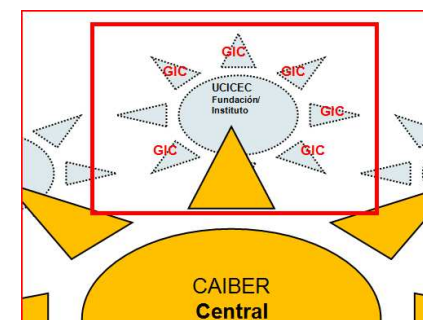 GIC
GIC
GIC
UCICEC
Fundación/
Instituto
GIC
GIC
GIC
CAIBER
Central